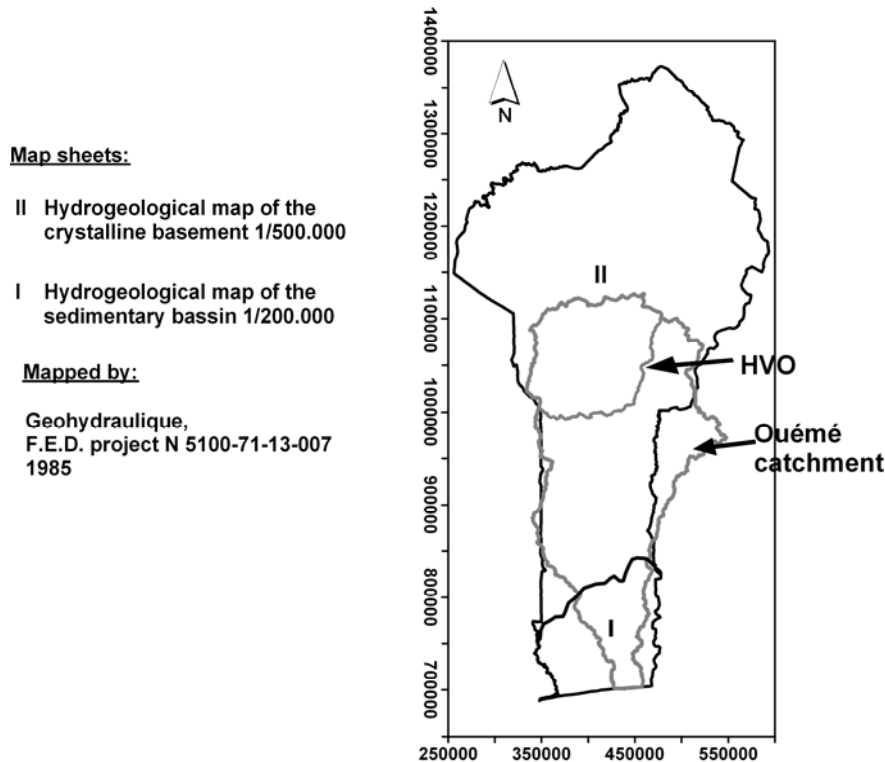 Map sheets:
II Hydrogeological map of the
crystalline basement 1/500.000
I Hydrogeological map of the
sedimentary bassin 1/200.000
Mapped by:
Geohydraulique,
F.E.D. project N 5100-71-13-007
1985
1400000
1300000
1200000
1100000
1000000
900000
800000
700000
N
II
HVO
Ouémé
catchment
I
250000 350000 450000 550000